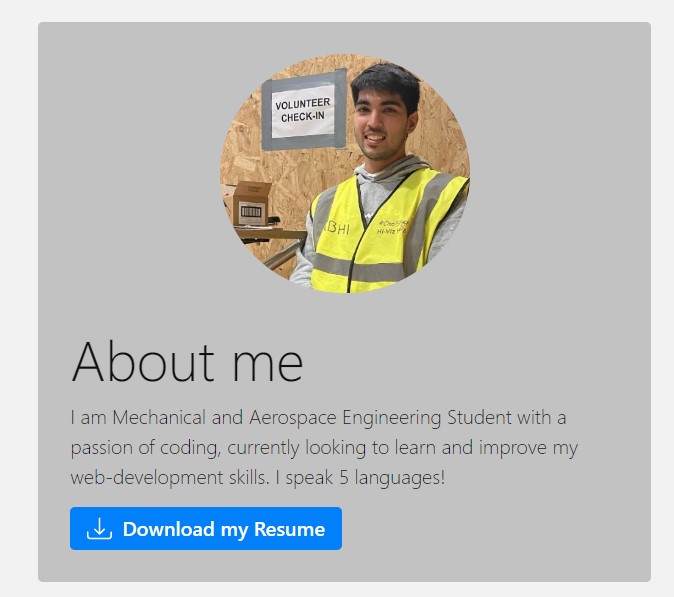 VOLUNTEER
CHECK-IN
ABHI
About me
I am Mechanical and Aerospace Engineering Student with a
passion of coding, currently looking to learn and improve my
web-development skills. I speak 5 languages!
Download my Resume